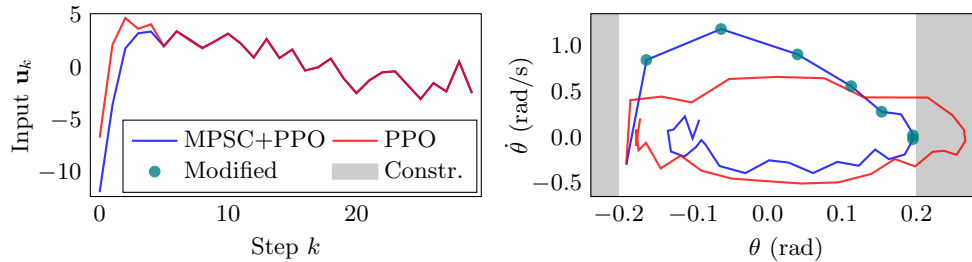 5
0
−5
−10
Input u_k
MPSC+PPO
PPO
Modified
Constr.
0
10
20
Step k
1.0
0.5
0.0
−0.5
θ̇ (rad/s)
−0.2
−0.1
0.0
0.1
0.2
θ (rad)